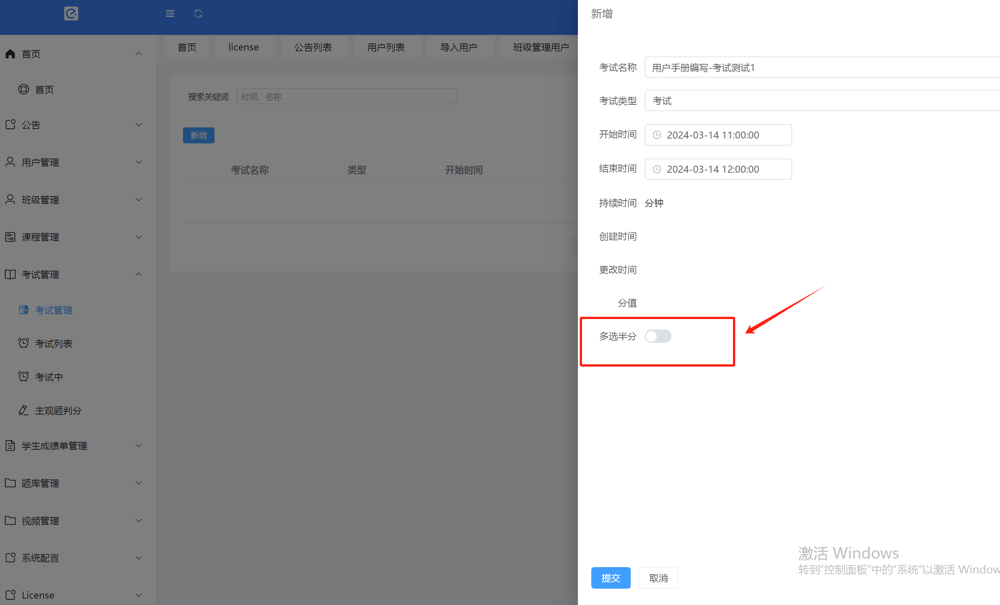 首页
首页
公告
用户管理
班级管理
课程管理
考试管理
考试管理
考试列表
考试中
主观题判分
学生成绩单管理
题库管理
视频管理
系统配置
License
首页 license 公告列表 用户列表 导入用户 班级管理用户
搜索关键词 时间、名称
新增
考试名称 类型 开始时间
新增
考试名称 用户手册编写-考试测试1
考试类型 考试
开始时间 2024-03-14 11:00:00
结束时间 2024-03-14 12:00:00
持续时间 分钟
创建时间
更改时间
分值
多选半分
激活 Windows
转到“控制面板”中的“系统”以激活 Window
提交 取消